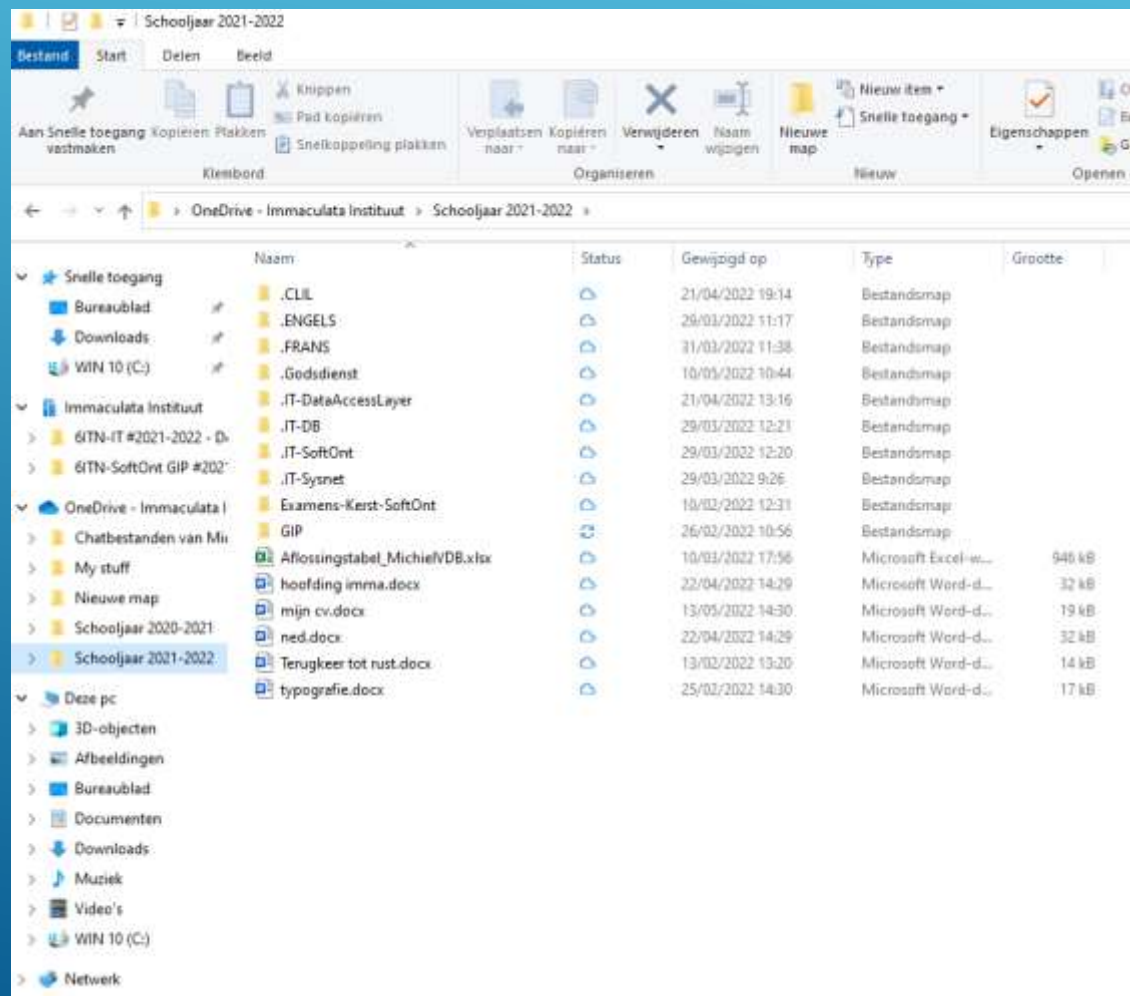 Schooljaar 2021-2022
Bestand Start Delen Beeld
Aan Snelle toegang vastmaken
Kopiëren
Plakken
Knippen
Pad kopiëren
Snelkoppeling plakken
Klembord
Verplaatsen naar
Kopiëren naar
Verwijderen
Naam wijzigen
Organiseren
Nieuwe map
Nieuw item
Snelle toegang
Nieuw
Eigenschappen
Openen
OneDrive - Immaculata Instituut > Schooljaar 2021-2022 >
Snelle toegang
Bureaublad
Downloads
WIN 10 (C:)
Immaculata Instituut
6ITN-IT #2021-2022 - D
6ITN-SoftOnt GIP #202
OneDrive - Immaculata I
Chatbestanden van Mi
My stuff
Nieuwe map
Schooljaar 2020-2021
Schooljaar 2021-2022
Deze pc
3D-objecten
Afbeeldingen
Bureaublad
Documenten
Downloads
Muziek
Video's
WIN 10 (C:)
Netwerk
Naam Status Gewijzigd op Type Grootte
.CLIL 21/04/2022 19:14 Bestandsmap
.ENGELS 29/03/2022 11:17 Bestandsmap
.FRANS 31/03/2022 11:38 Bestandsmap
.Godsdienst 10/05/2022 10:44 Bestandsmap
.IT-DataAccessLayer 21/04/2022 13:16 Bestandsmap
.IT-DB 29/03/2022 12:21 Bestandsmap
.IT-SoftOnt 29/03/2022 12:20 Bestandsmap
.IT-Sysnet 29/03/2022 9:26 Bestandsmap
Examens-Kerst-SoftOnt 10/02/2022 12:31 Bestandsmap
GIP 26/02/2022 10:56 Bestandsmap
Aflossingstabel_MichielVDB.xlsx 10/03/2022 17:56 Microsoft Excel-w... 946 kB
hoofding imma.docx 22/04/2022 14:29 Microsoft Word-d... 32 kB
mijn cv.docx 13/05/2022 14:30 Microsoft Word-d... 19 kB
ned.docx 22/04/2022 14:29 Microsoft Word-d... 32 kB
Terugkeer tot rust.docx 13/02/2022 13:20 Microsoft Word-d... 14 kB
typografie.docx 25/02/2022 14:30 Microsoft Word-d... 17 kB